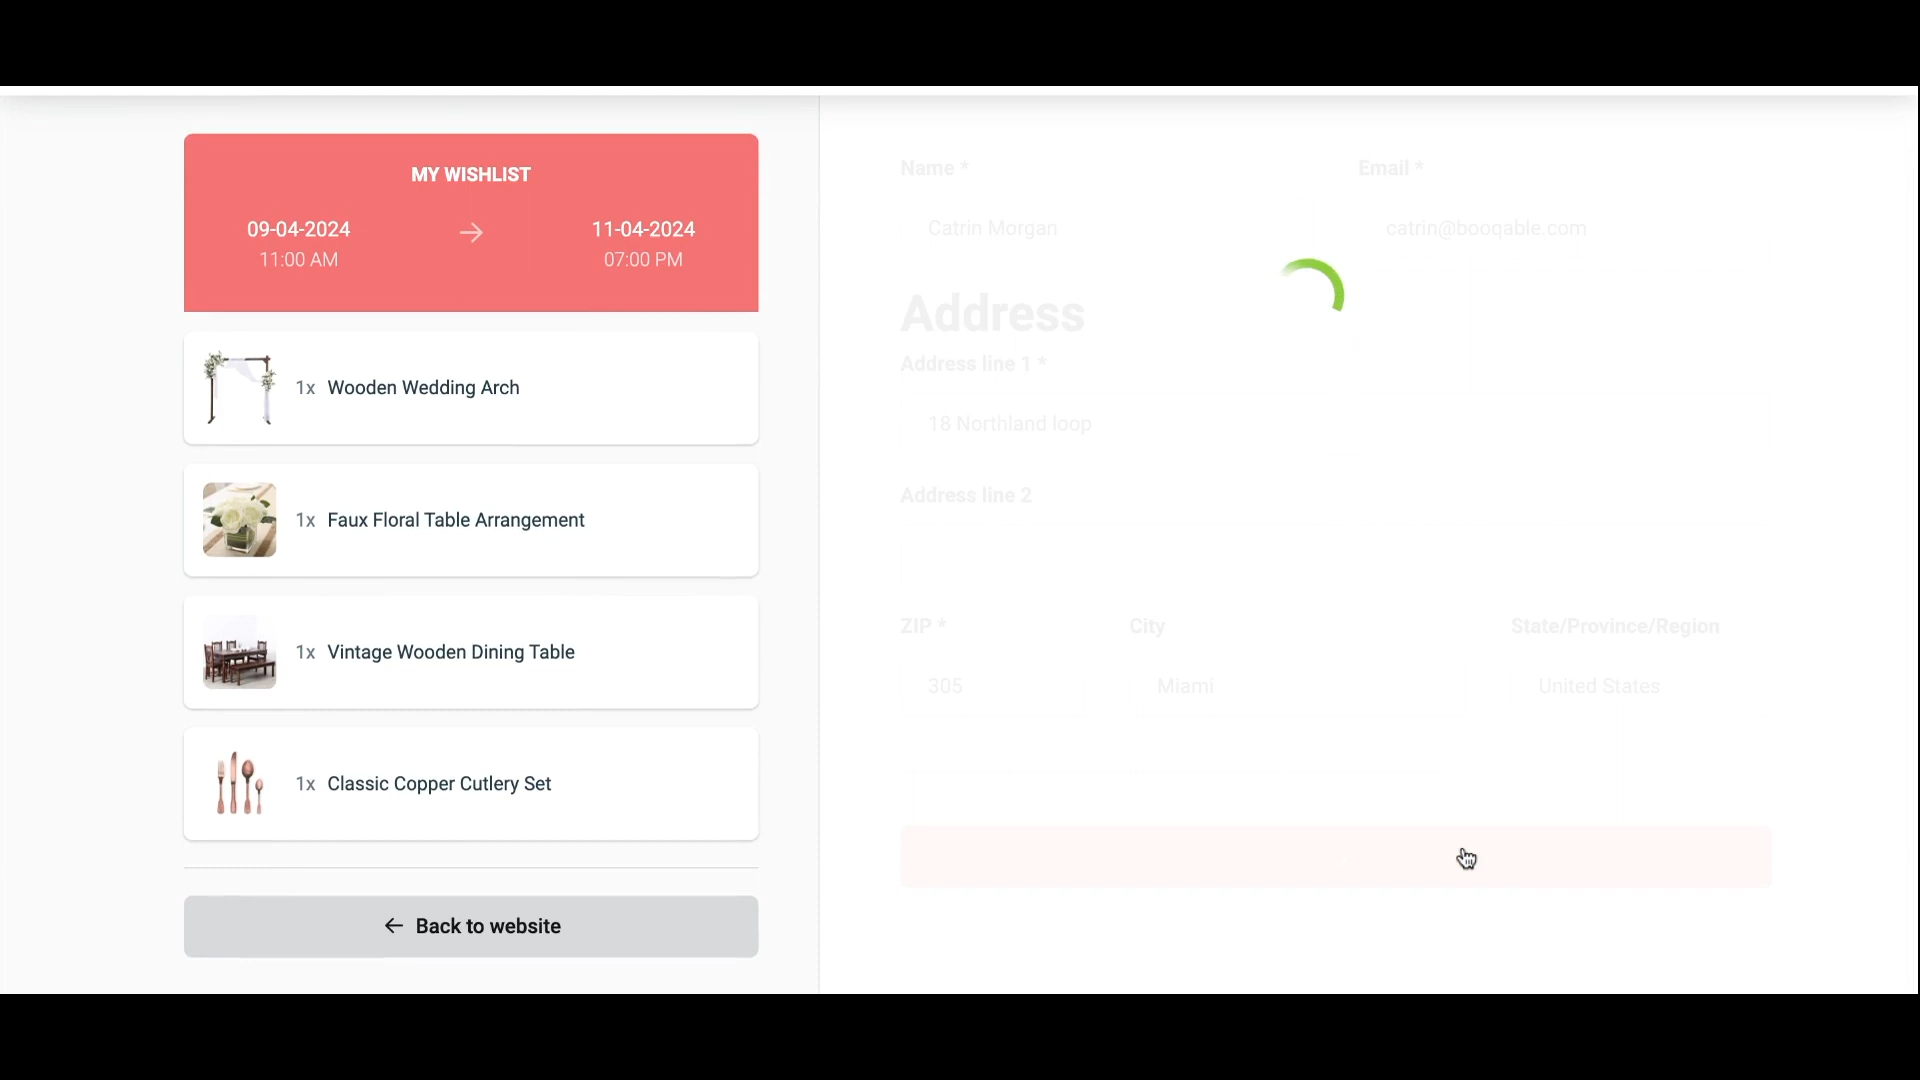 MY WISHLIST
09-04-2024
11:00 AM
11-04-2024
07:00 PM
1x Wooden Wedding Arch
1x Faux Floral Table Arrangement
1x Vintage Wooden Dining Table
1x Classic Copper Cutlery Set
Back to website
Name * Email *
Catrin Morgan catrin@booqable.com
Address
Address line 1 *
18 Northland loop
Address line 2
ZIP * City State/Province/Region
305 Miami United States